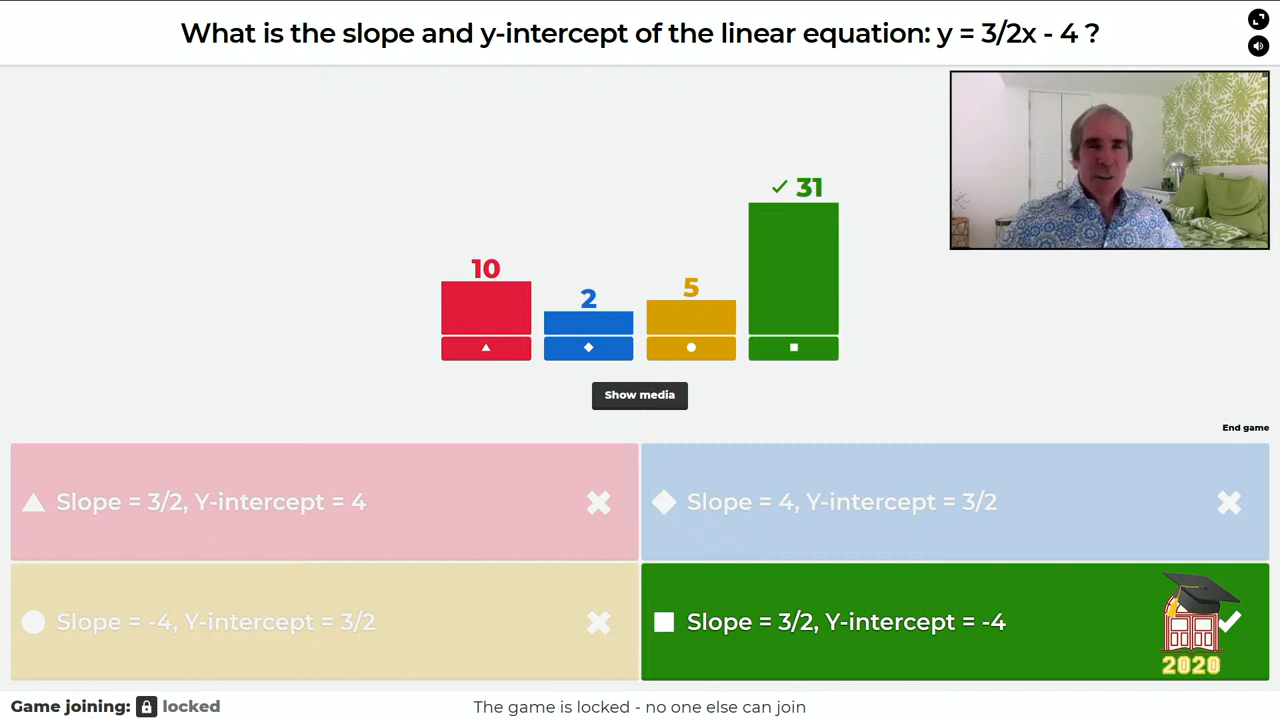 What is the slope and y-intercept of the linear equation: y = 3/2x - 4 ?
31
10
2
5
Show media
End game
Slope = 3/2, Y-intercept = 4
Slope = 4, Y-intercept = 3/2
Slope = -4, Y-intercept = 3/2
Slope = 3/2, Y-intercept = -4
2020
Game joining: locked
The game is locked - no one else can join